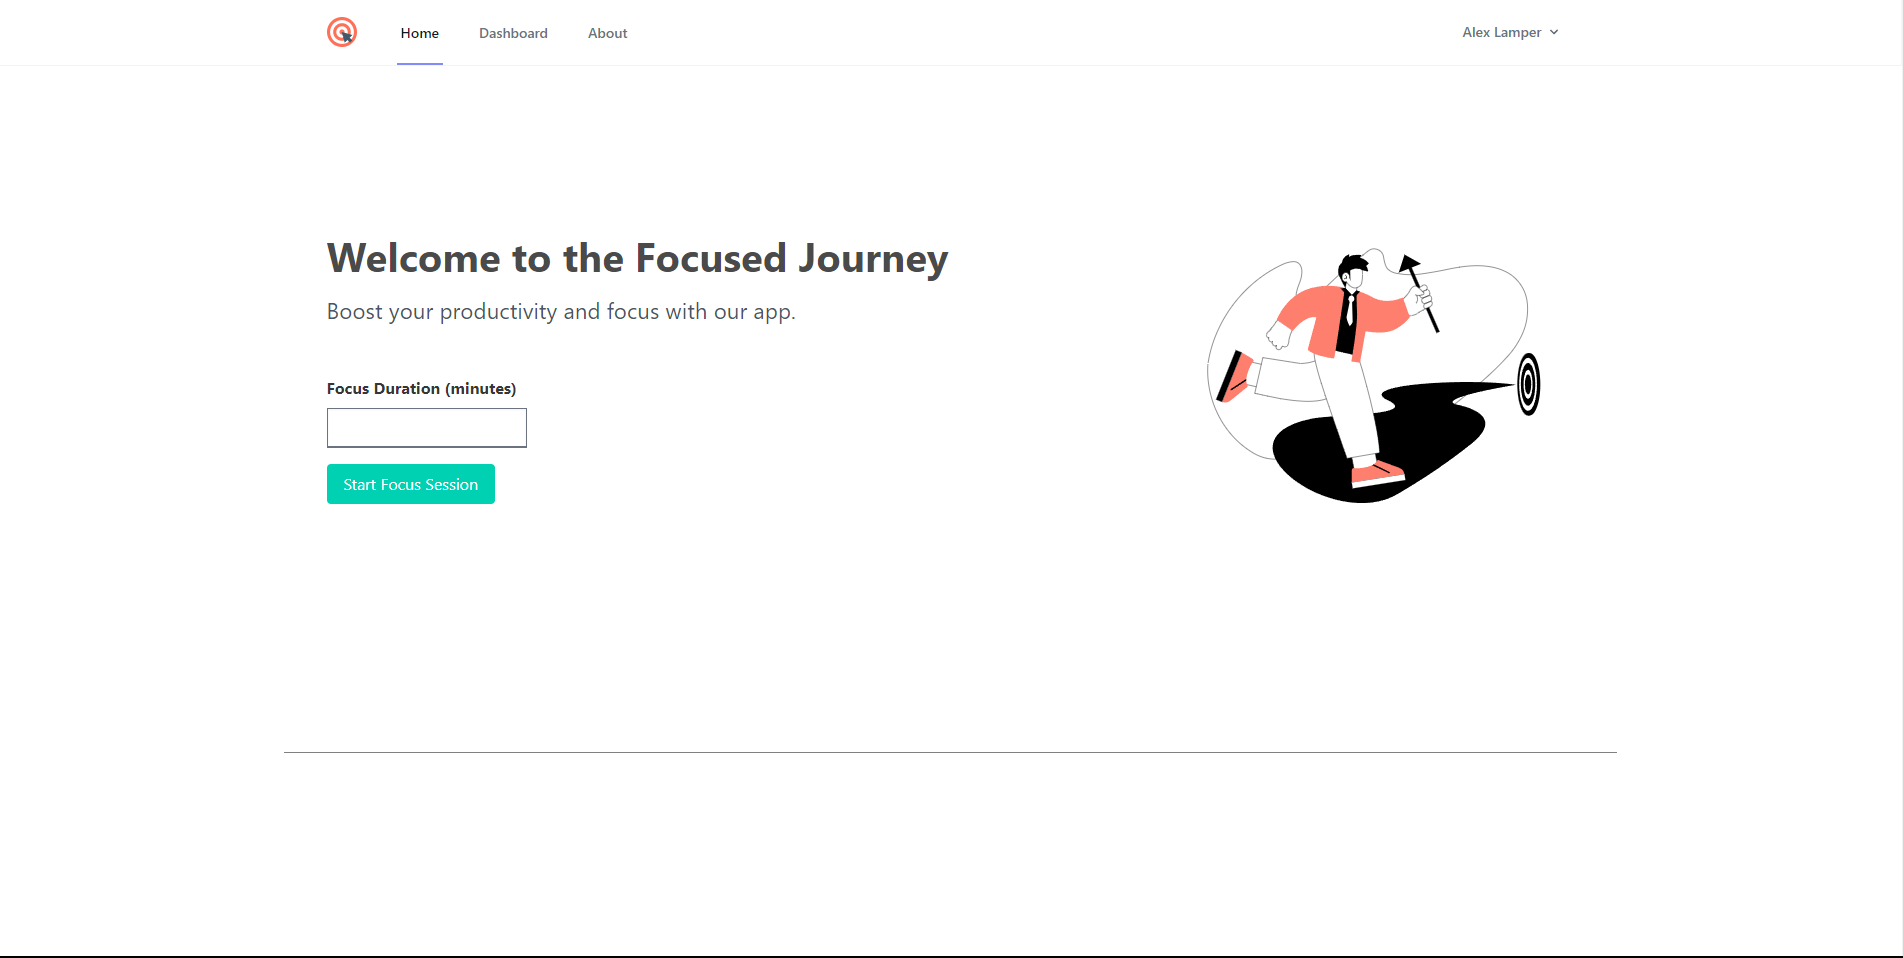 Home Dashboard About Alex Lamper
Welcome to the Focused Journey
Boost your productivity and focus with our app.
Focus Duration (minutes)
Start Focus Session